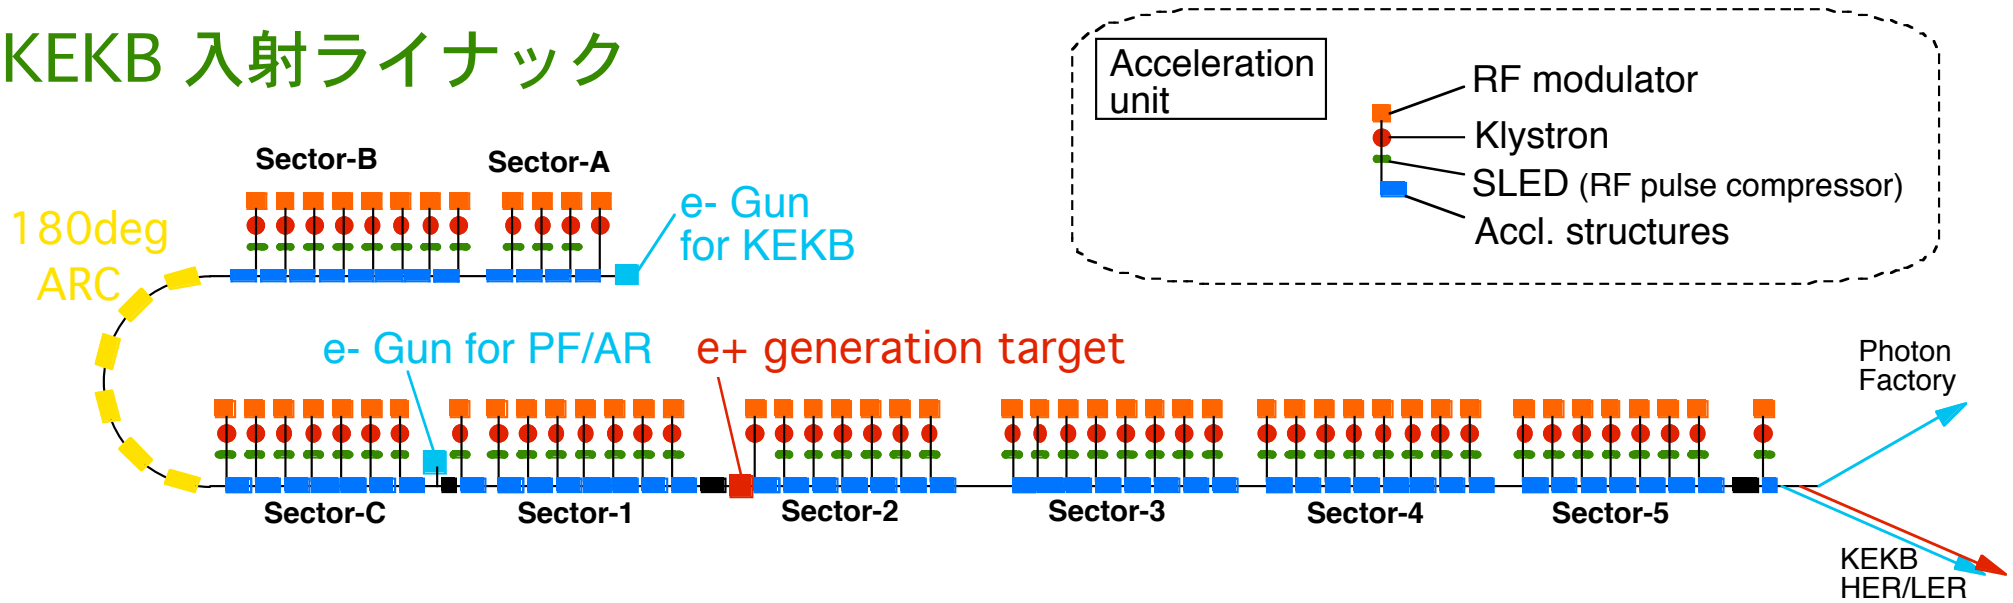 KEKB 入射ライナック
Acceleration
unit
RF modulator
Klystron
SLED (RF pulse compressor)
Accl. structures
Sector-B
Sector-A
180deg
ARC
e- Gun
for KEKB
e- Gun for PF/AR
e+ generation target
Photon
Factory
Sector-C
Sector-1
Sector-2
Sector-3
Sector-4
Sector-5
KEKB
HER/LER